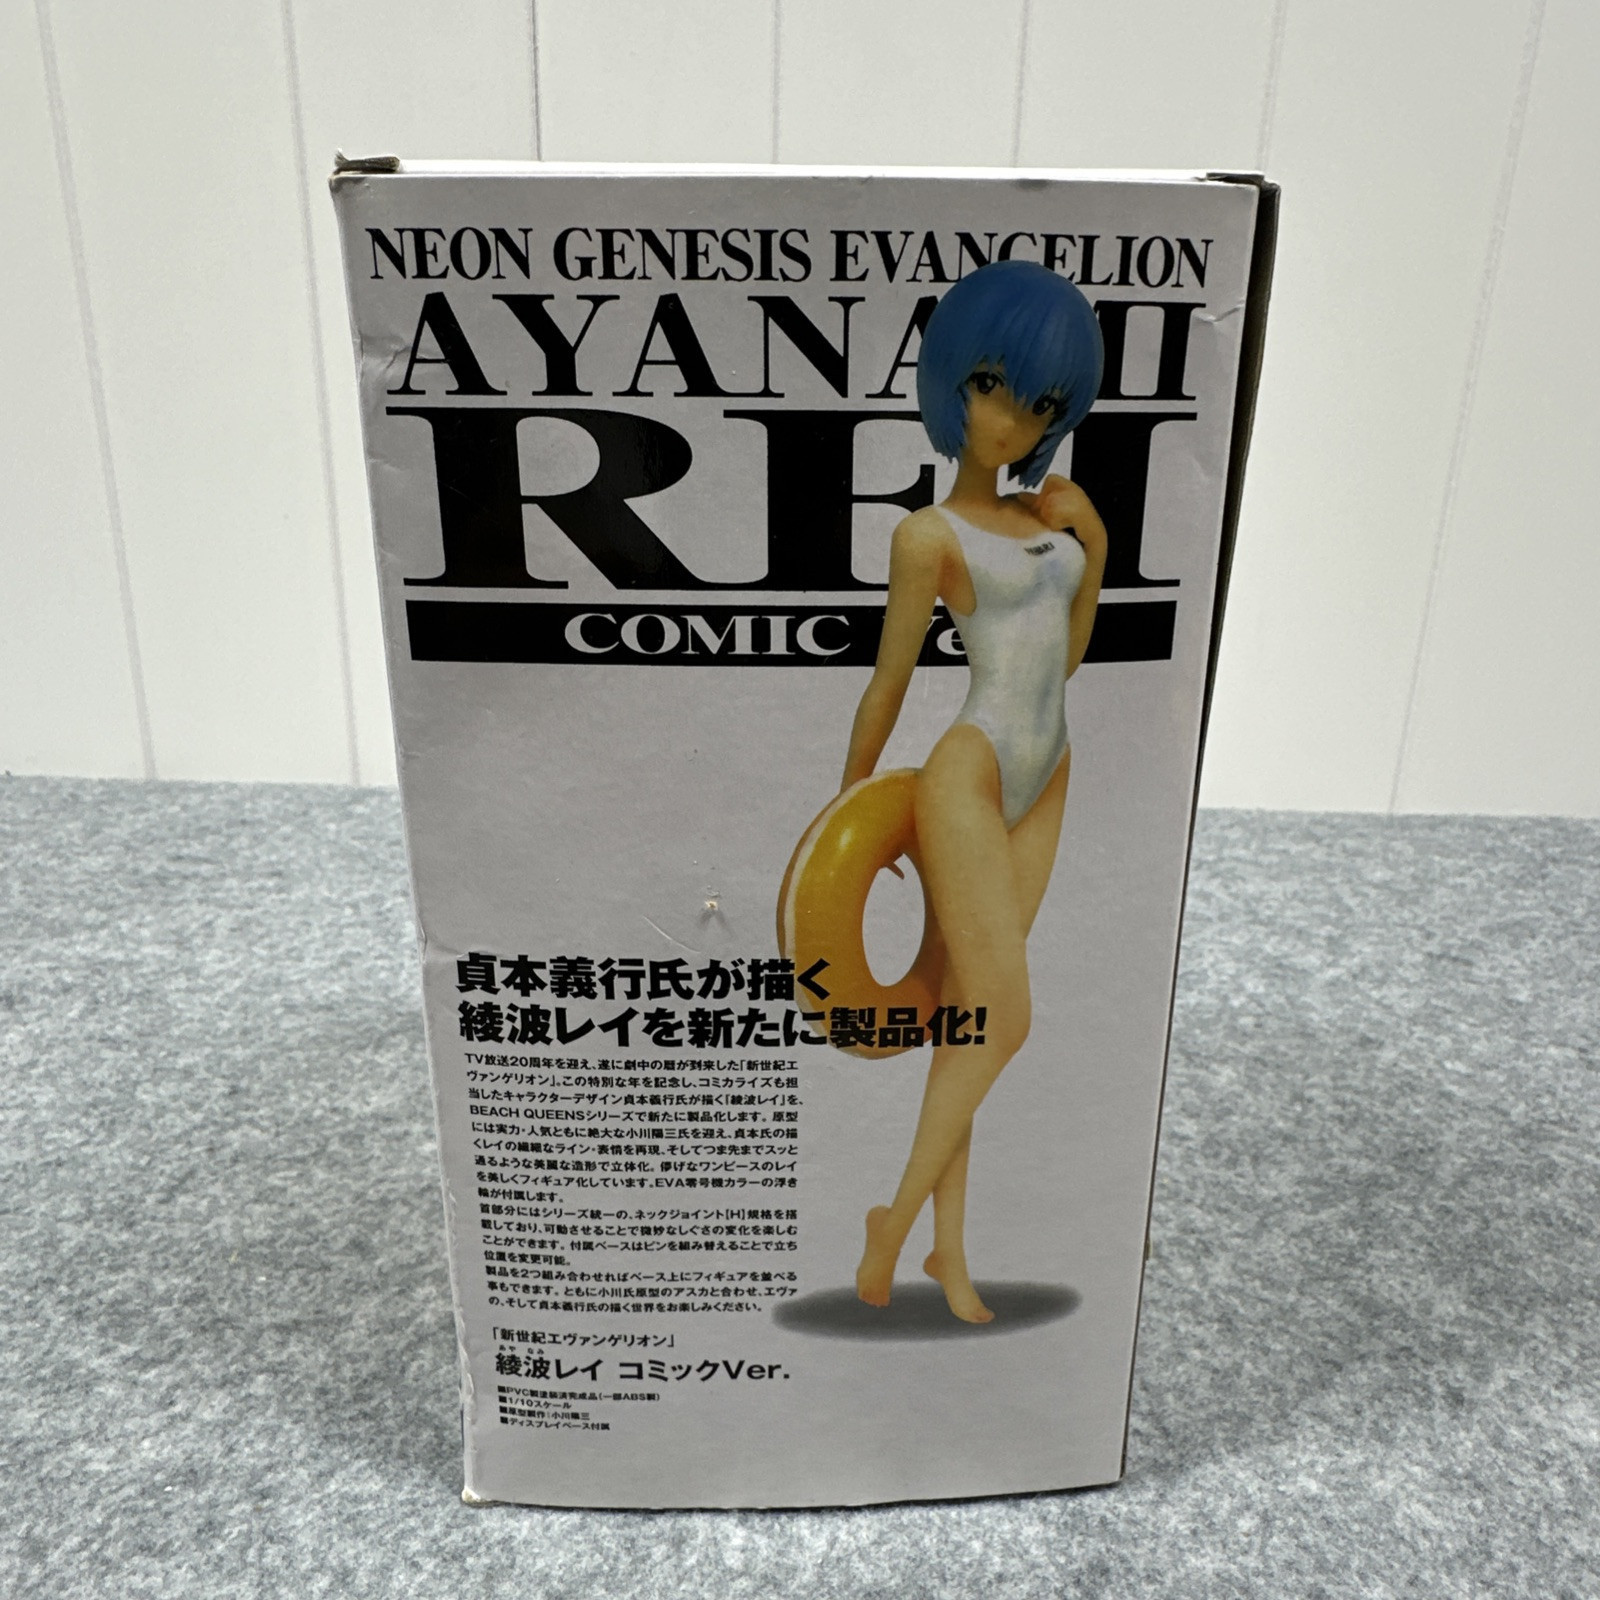 NEON GENESIS EVANGELION
AYANAMI
REI
COMIC Ve
貞本義行氏が描く
綾波レイを新たに製品化!
TV放送20周年を迎え、遂に劇中の暦が到来した「新世紀エ
ヴァンゲリオン」。この特別な年を記念し、コミカライズも担
当したキャラクターデザイン貞本義行氏が描く「綾波レイ」を、
BEACH QUEENSシリーズで新たに製品化します。原型
には実力・人気ともに絶大な小川陽三氏を迎え、貞本氏の描
くレイの繊細なライン・表情を再現、そしてつま先までスッと
通るような美麗な造形で立体化。儚げなワンピースのレイ
を美しくフィギュア化しています。EVA零号機カラーの浮き
輪が付属します。
首部分にはシリーズ統一の、ネックジョイント[H]規格を搭
載しており、可動させることで微妙なしぐさの変化を楽しむ
ことができます。付属ベースはピンを組み替えることで立ち
位置を変更可能。
製品を2つ組み合わせればベース上にフィギュアを並べる
事もできます。ともに小川氏原型のアスカと合わせ、エヴァ
の、そして貞本義行氏の描く世界をお楽しみください。
「新世紀エヴァンゲリオン」
あや なみ
綾波レイ コミックVer.
■PVC製塗装済完成品(一部ABS製)
■1/10スケール
■原型製作:小川陽三
■ディスプレイベース付属